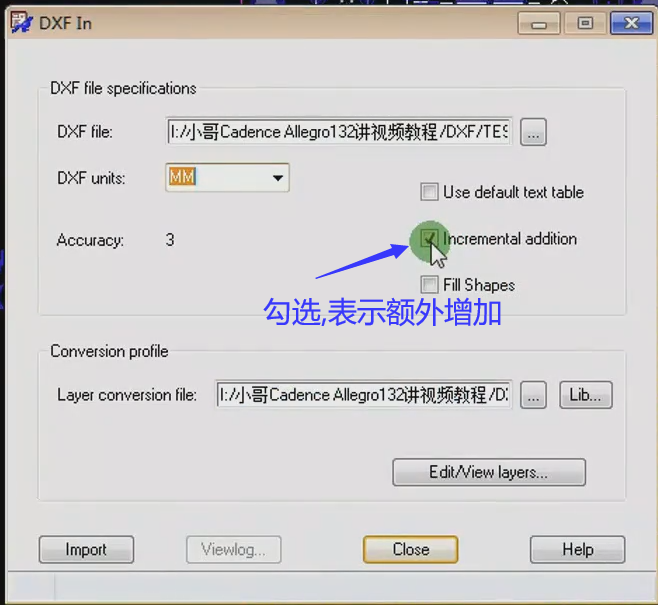 DXF In
DXF file specifications
DXF file: I://小哥Cadence Allegro132讲视频教程/DXF/TES ...
DXF units: MM
Use default text table
Accuracy: 3
Incremental addition
Fill Shapes
勾选,表示额外增加
Conversion profile
Layer conversion file: I://小哥Cadence Allegro132讲视频教程/DX ... Lib...
Edit/View layers...
Import Viewlog... Close Help